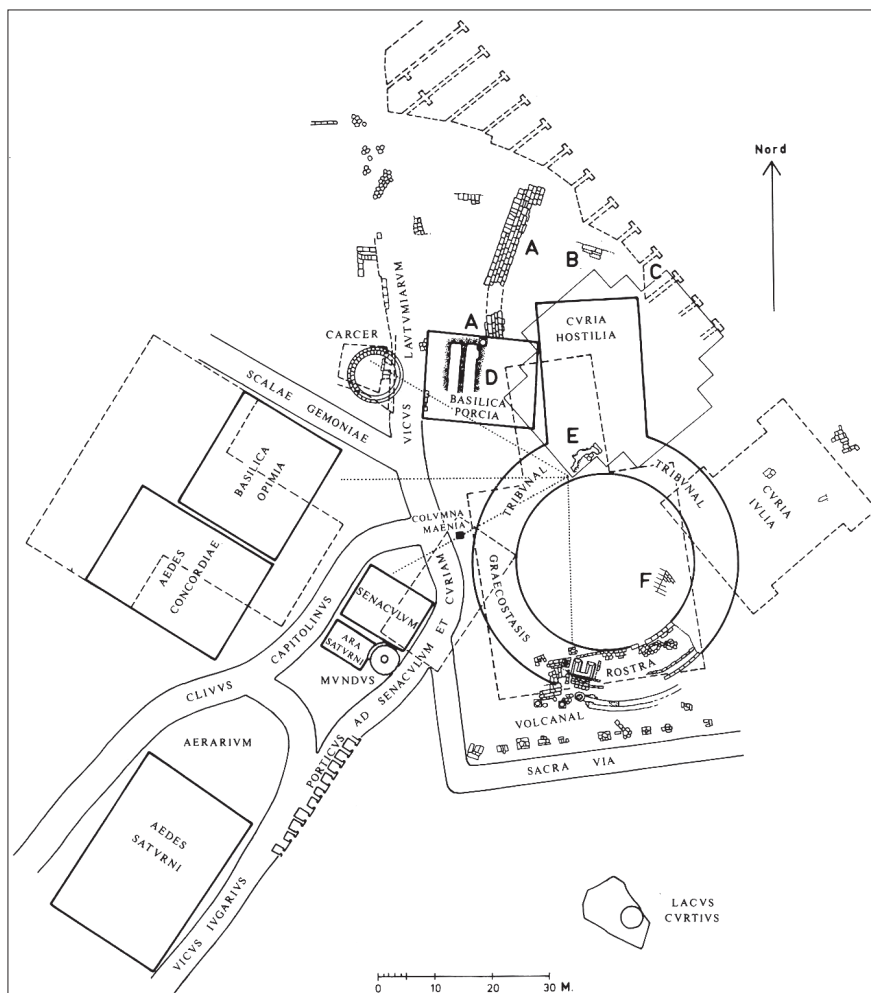 Nord
A
B
C
CVRIA
HOSTILIA
CARCER
VICVS LAVTVMIARVM
A
D
BASILICA
PORCIA
SCALAE GEMONIAE
E
TRIBVNAL
TRIBVNAL
CVRIA
IVLIA
BASILICA
OPIMIA
COLVMNA
MAENIA
AEDES
CONCORDIAE
GRAECOSTASIS
F
SENACVLVM
ARA
SATVRNI
MVNDVS
CLIVVS CAPITOLINVS
PORTICVS AD SENACVLVM ET CVRIAM
ROSTRA
VOLCANAL
AERARIVM
SACRA VIA
AEDES
SATVRNI
VICVS IVGARIVS
LACVS
CVRTIVS
0 10 20 30 M.